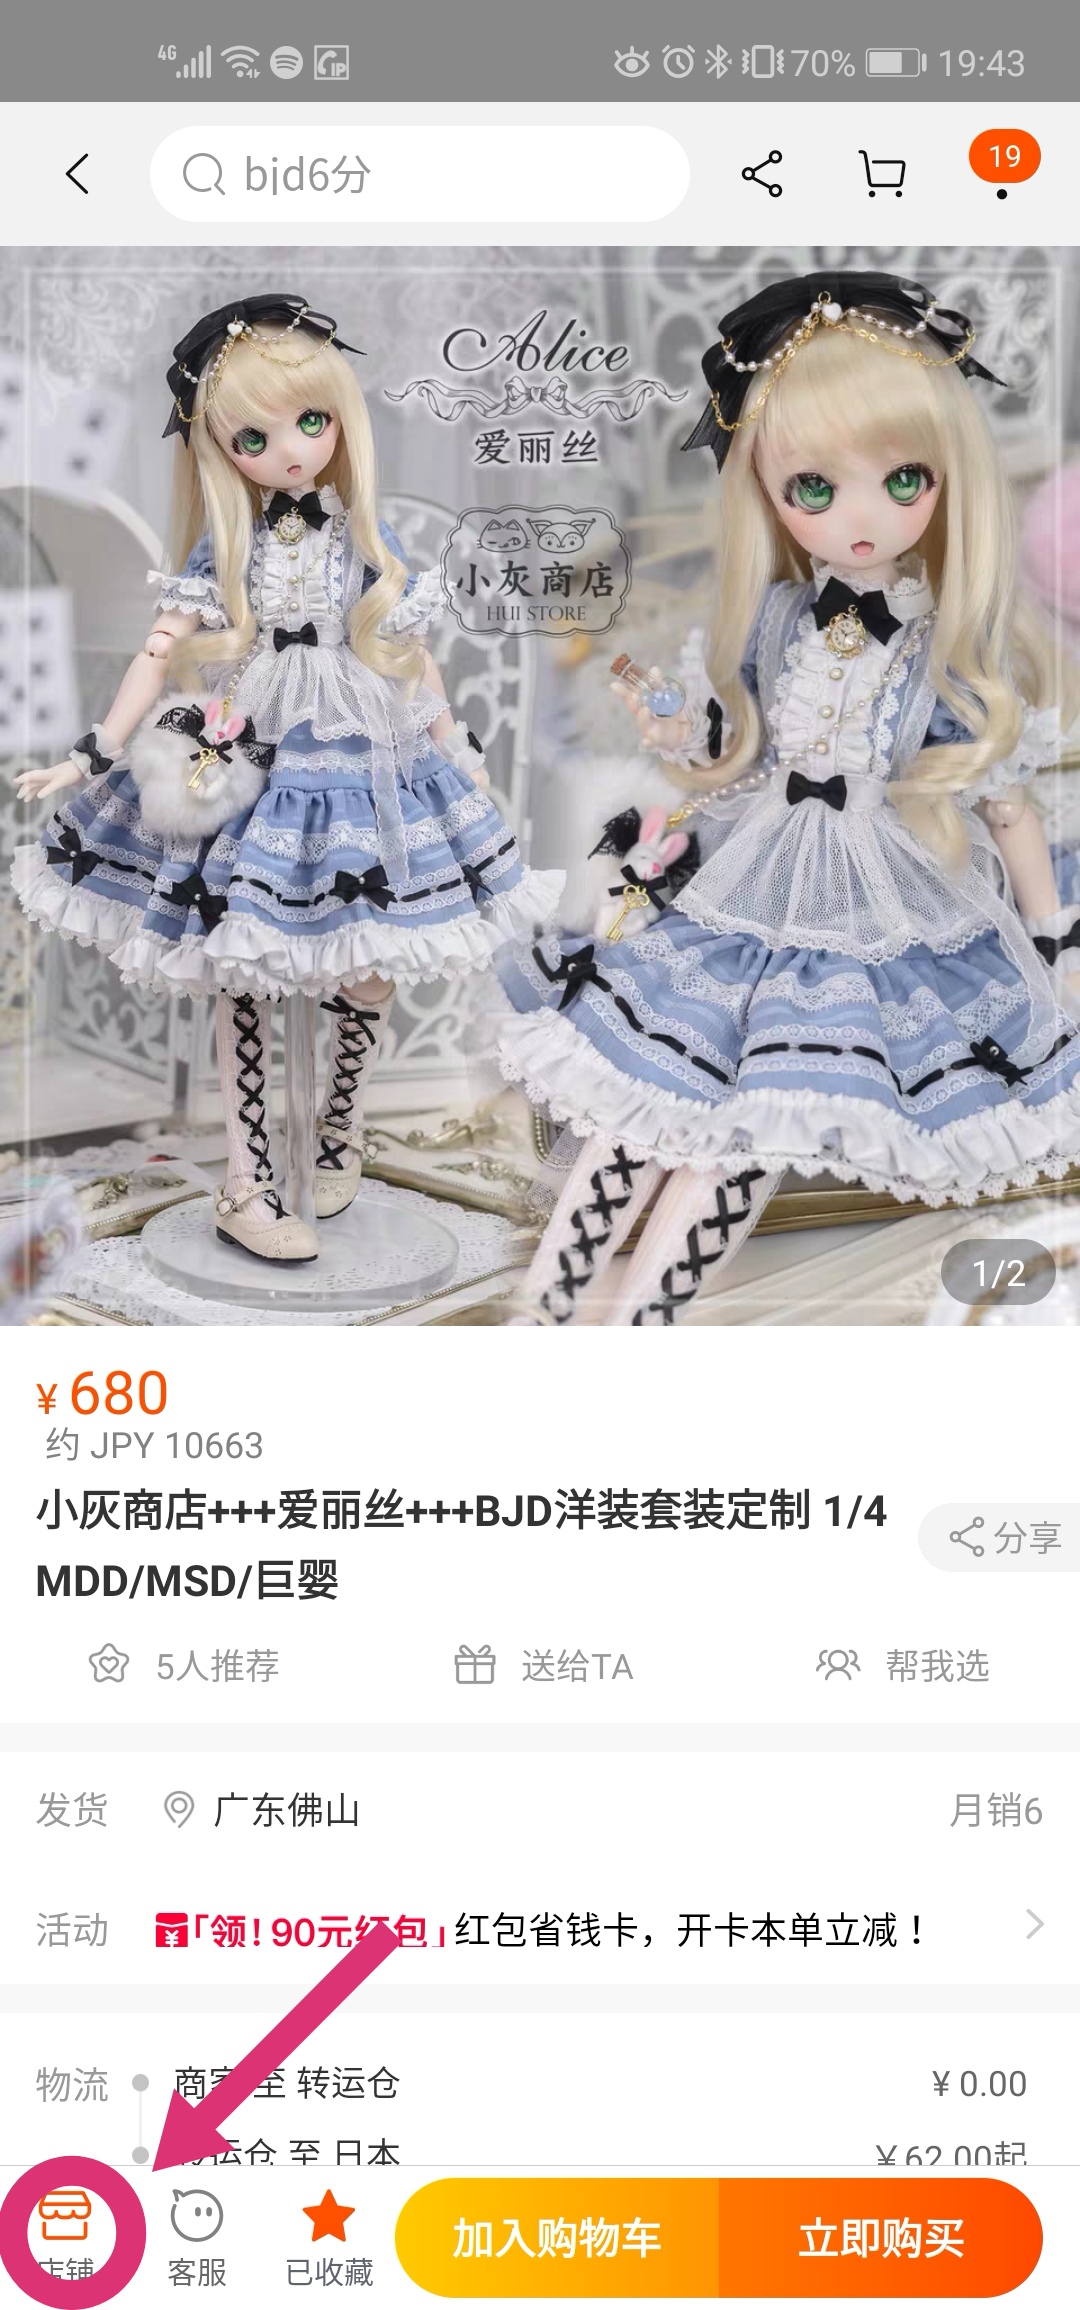 4G
70%
19:43
bjd6分
19
Alice
爱丽丝
小灰商店
HUI STORE
1/2
¥680
约 JPY 10663
小灰商店+++爱丽丝+++BJD洋装套装定制 1/4
MDD/MSD/巨婴
分享
5人推荐
送给TA
帮我选
发货
广东佛山
月销6
活动
「领! 90元红包」红包省钱卡，开卡本单立减！
物流
商家 至 转运仓
¥ 0.00
转运仓 至 日本
¥ 62.00起
店铺
客服
已收藏
加入购物车
立即购买